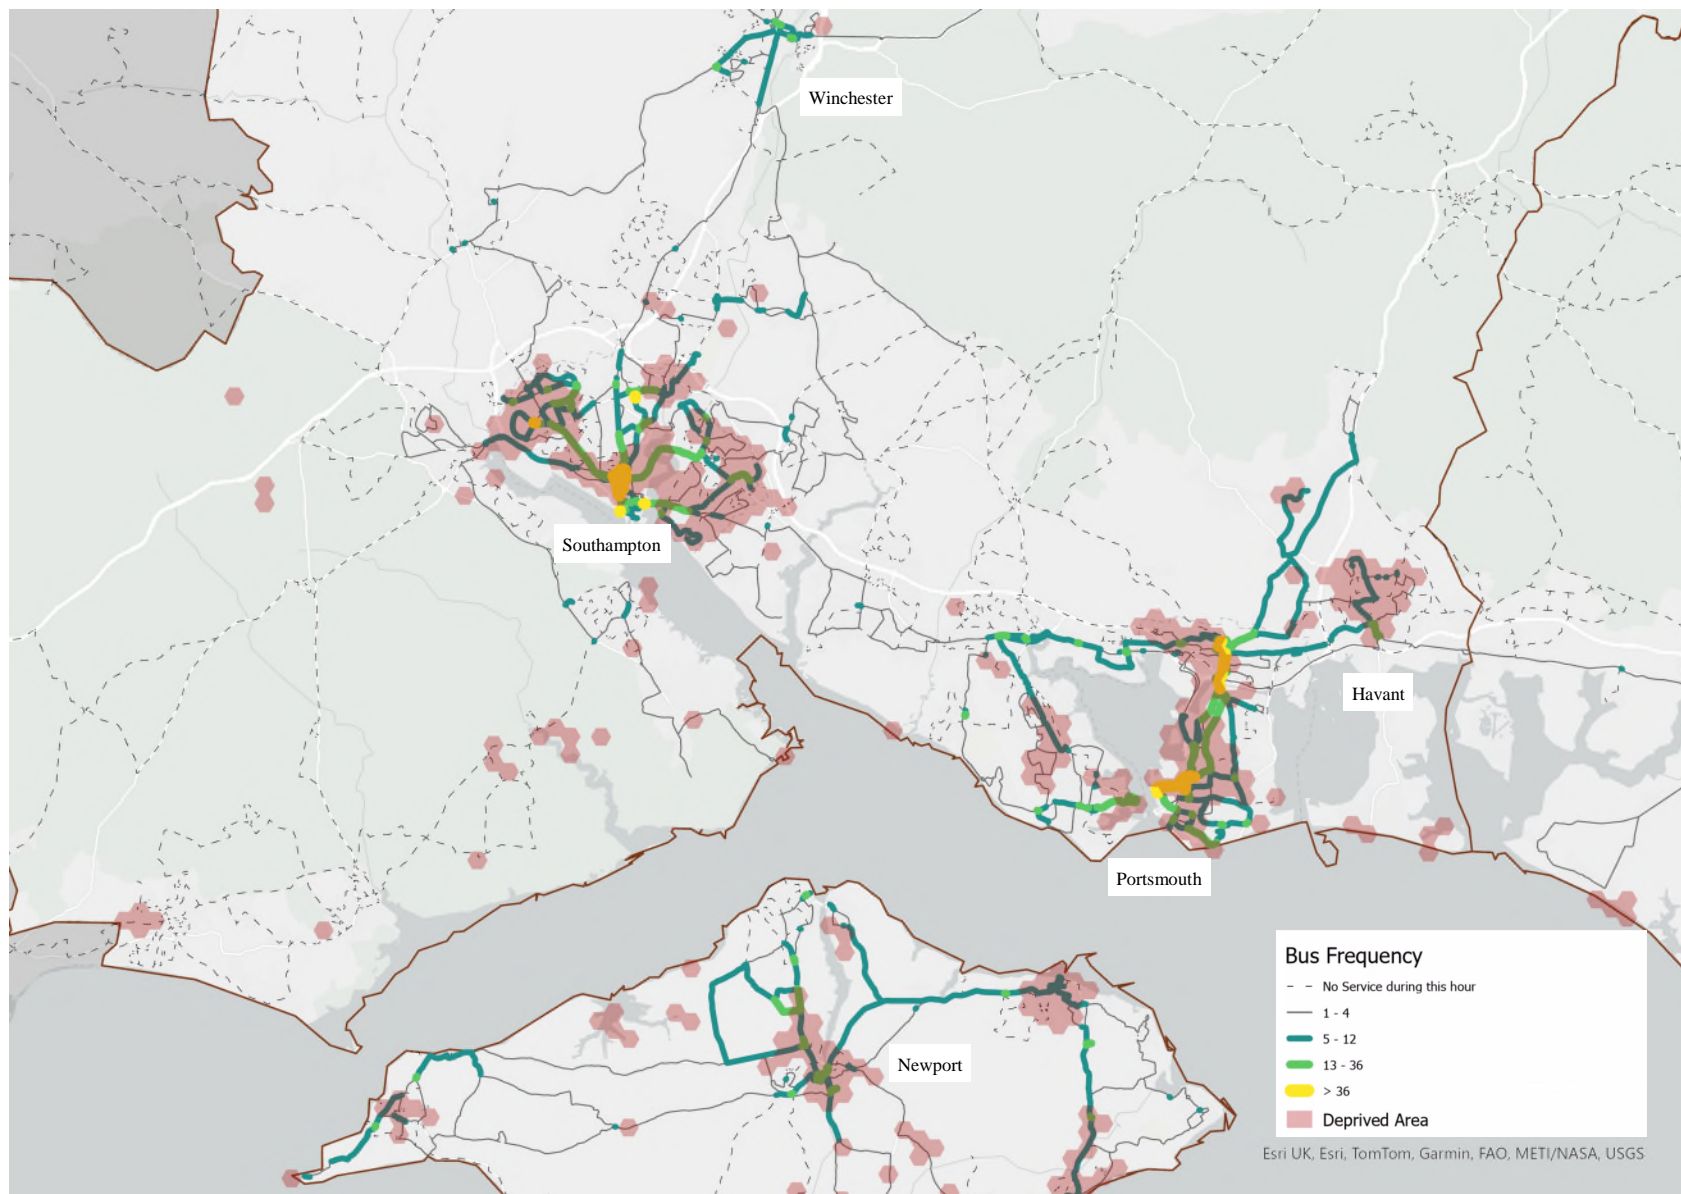 Winchester
Southampton
Havant
Portsmouth
Newport
Bus Frequency
No Service during this hour
1 - 4
5 - 12
13 - 36
> 36
Deprived Area
Esri UK, Esri, TomTom, Garmin, FAO, METI/NASA, USGS